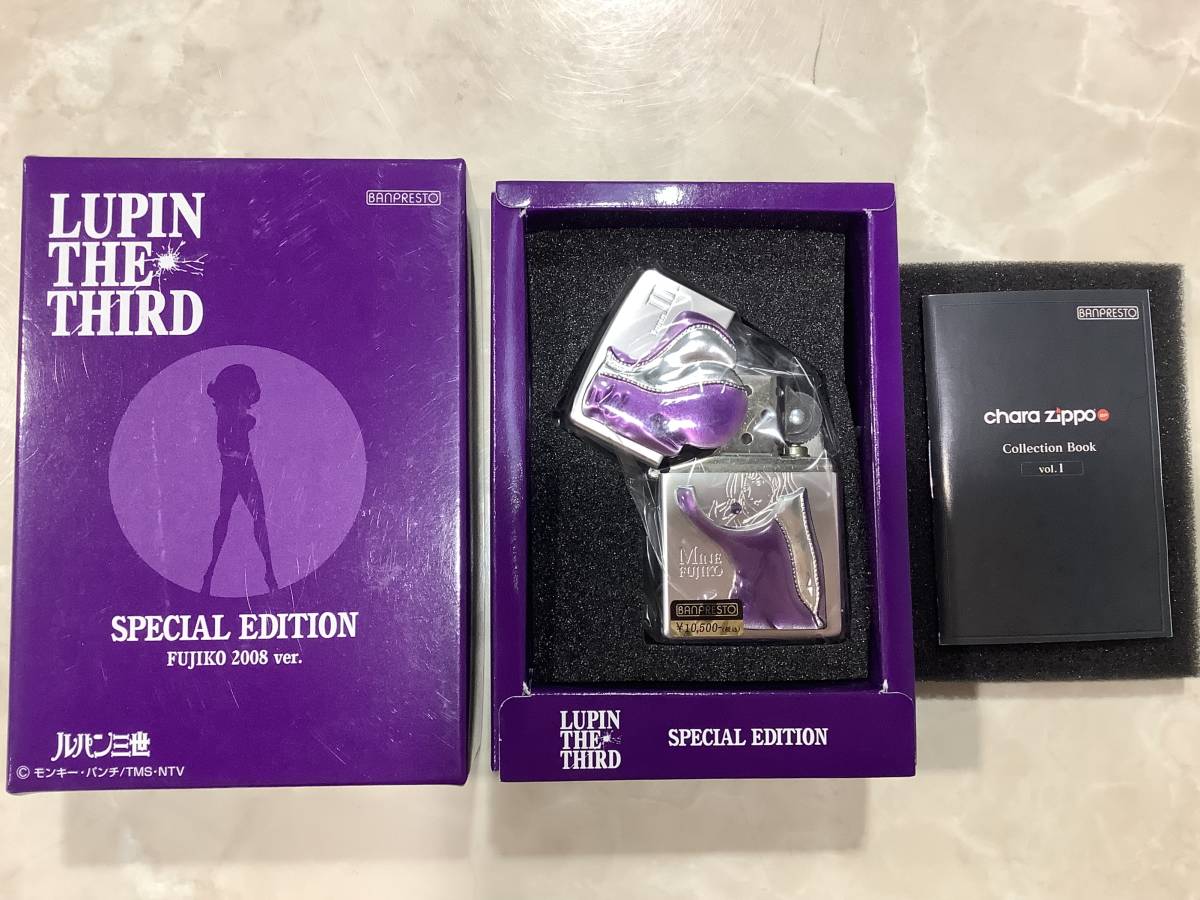 LUPIN
THE
THIRD
BANPRESTO
SPECIAL EDITION
FUJIKO 2008 ver.
ルパン三世
© モンキー・パンチ/TMS・NTV
MINE
FUJIKO
BANPRESTO
¥10,500-(税込)
LUPIN
THE
THIRD
SPECIAL EDITION
BANPRESTO
chara zippo
Collection Book
vol.1